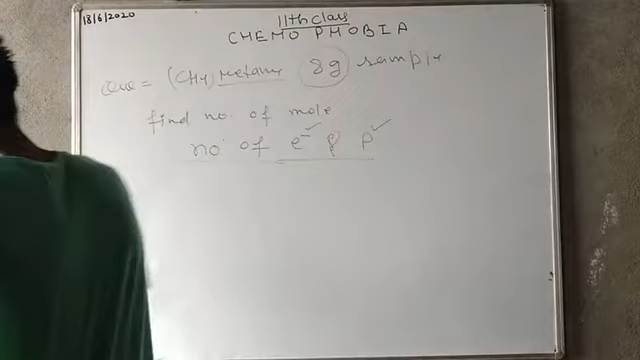 18/6/2020
11th class
CHEMO PHOBIA
Que = (CH4) Metane 8g sample
find no. of mole
no. of e- & p